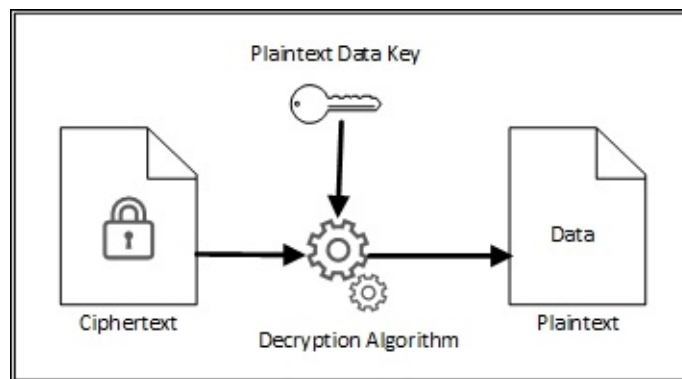 Plaintext Data Key
Data
Ciphertext
Decryption Algorithm
Plaintext